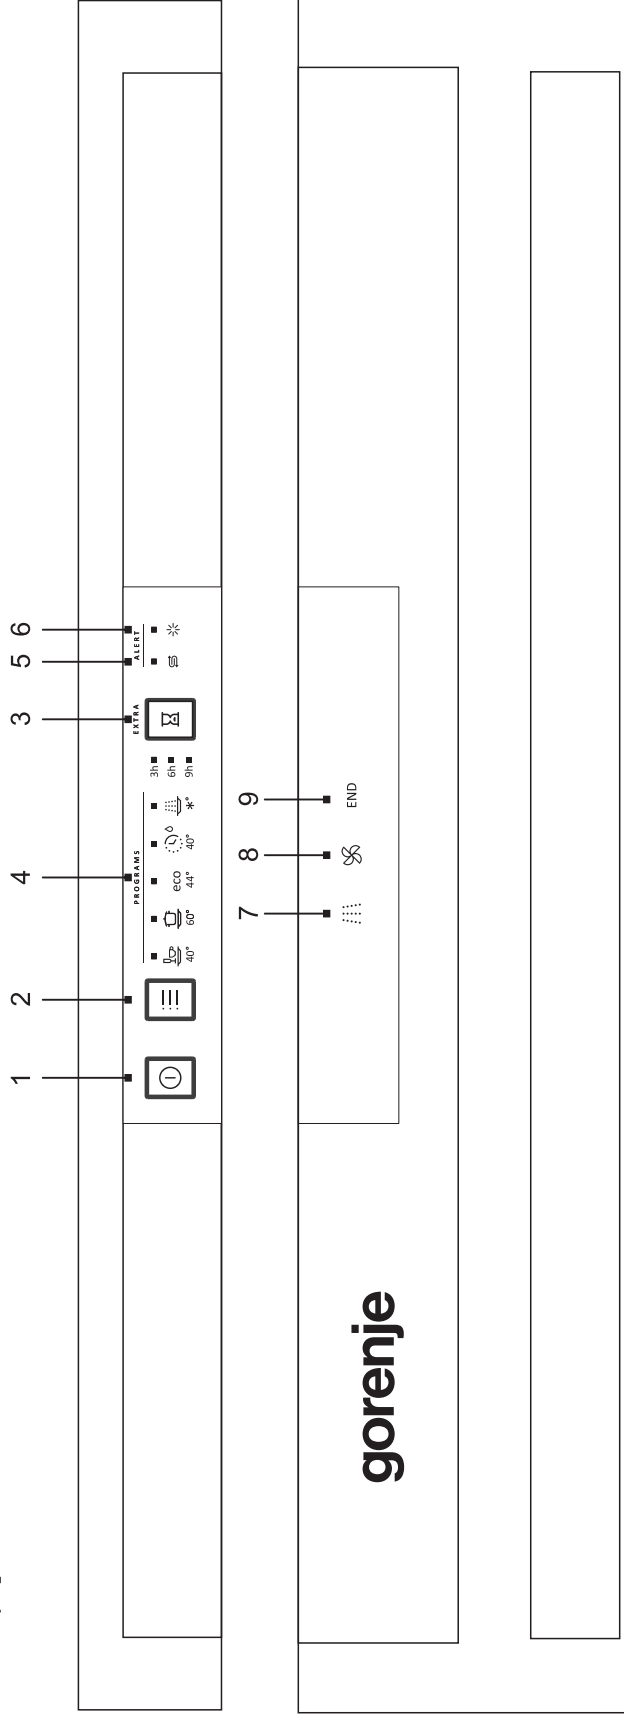 1 2 4 3 5 6
PROGRAMS EXTRA ALERT
3h
6h
eco 9h
40° 60° 44° 40° *°
7 8 9
END
gorenje